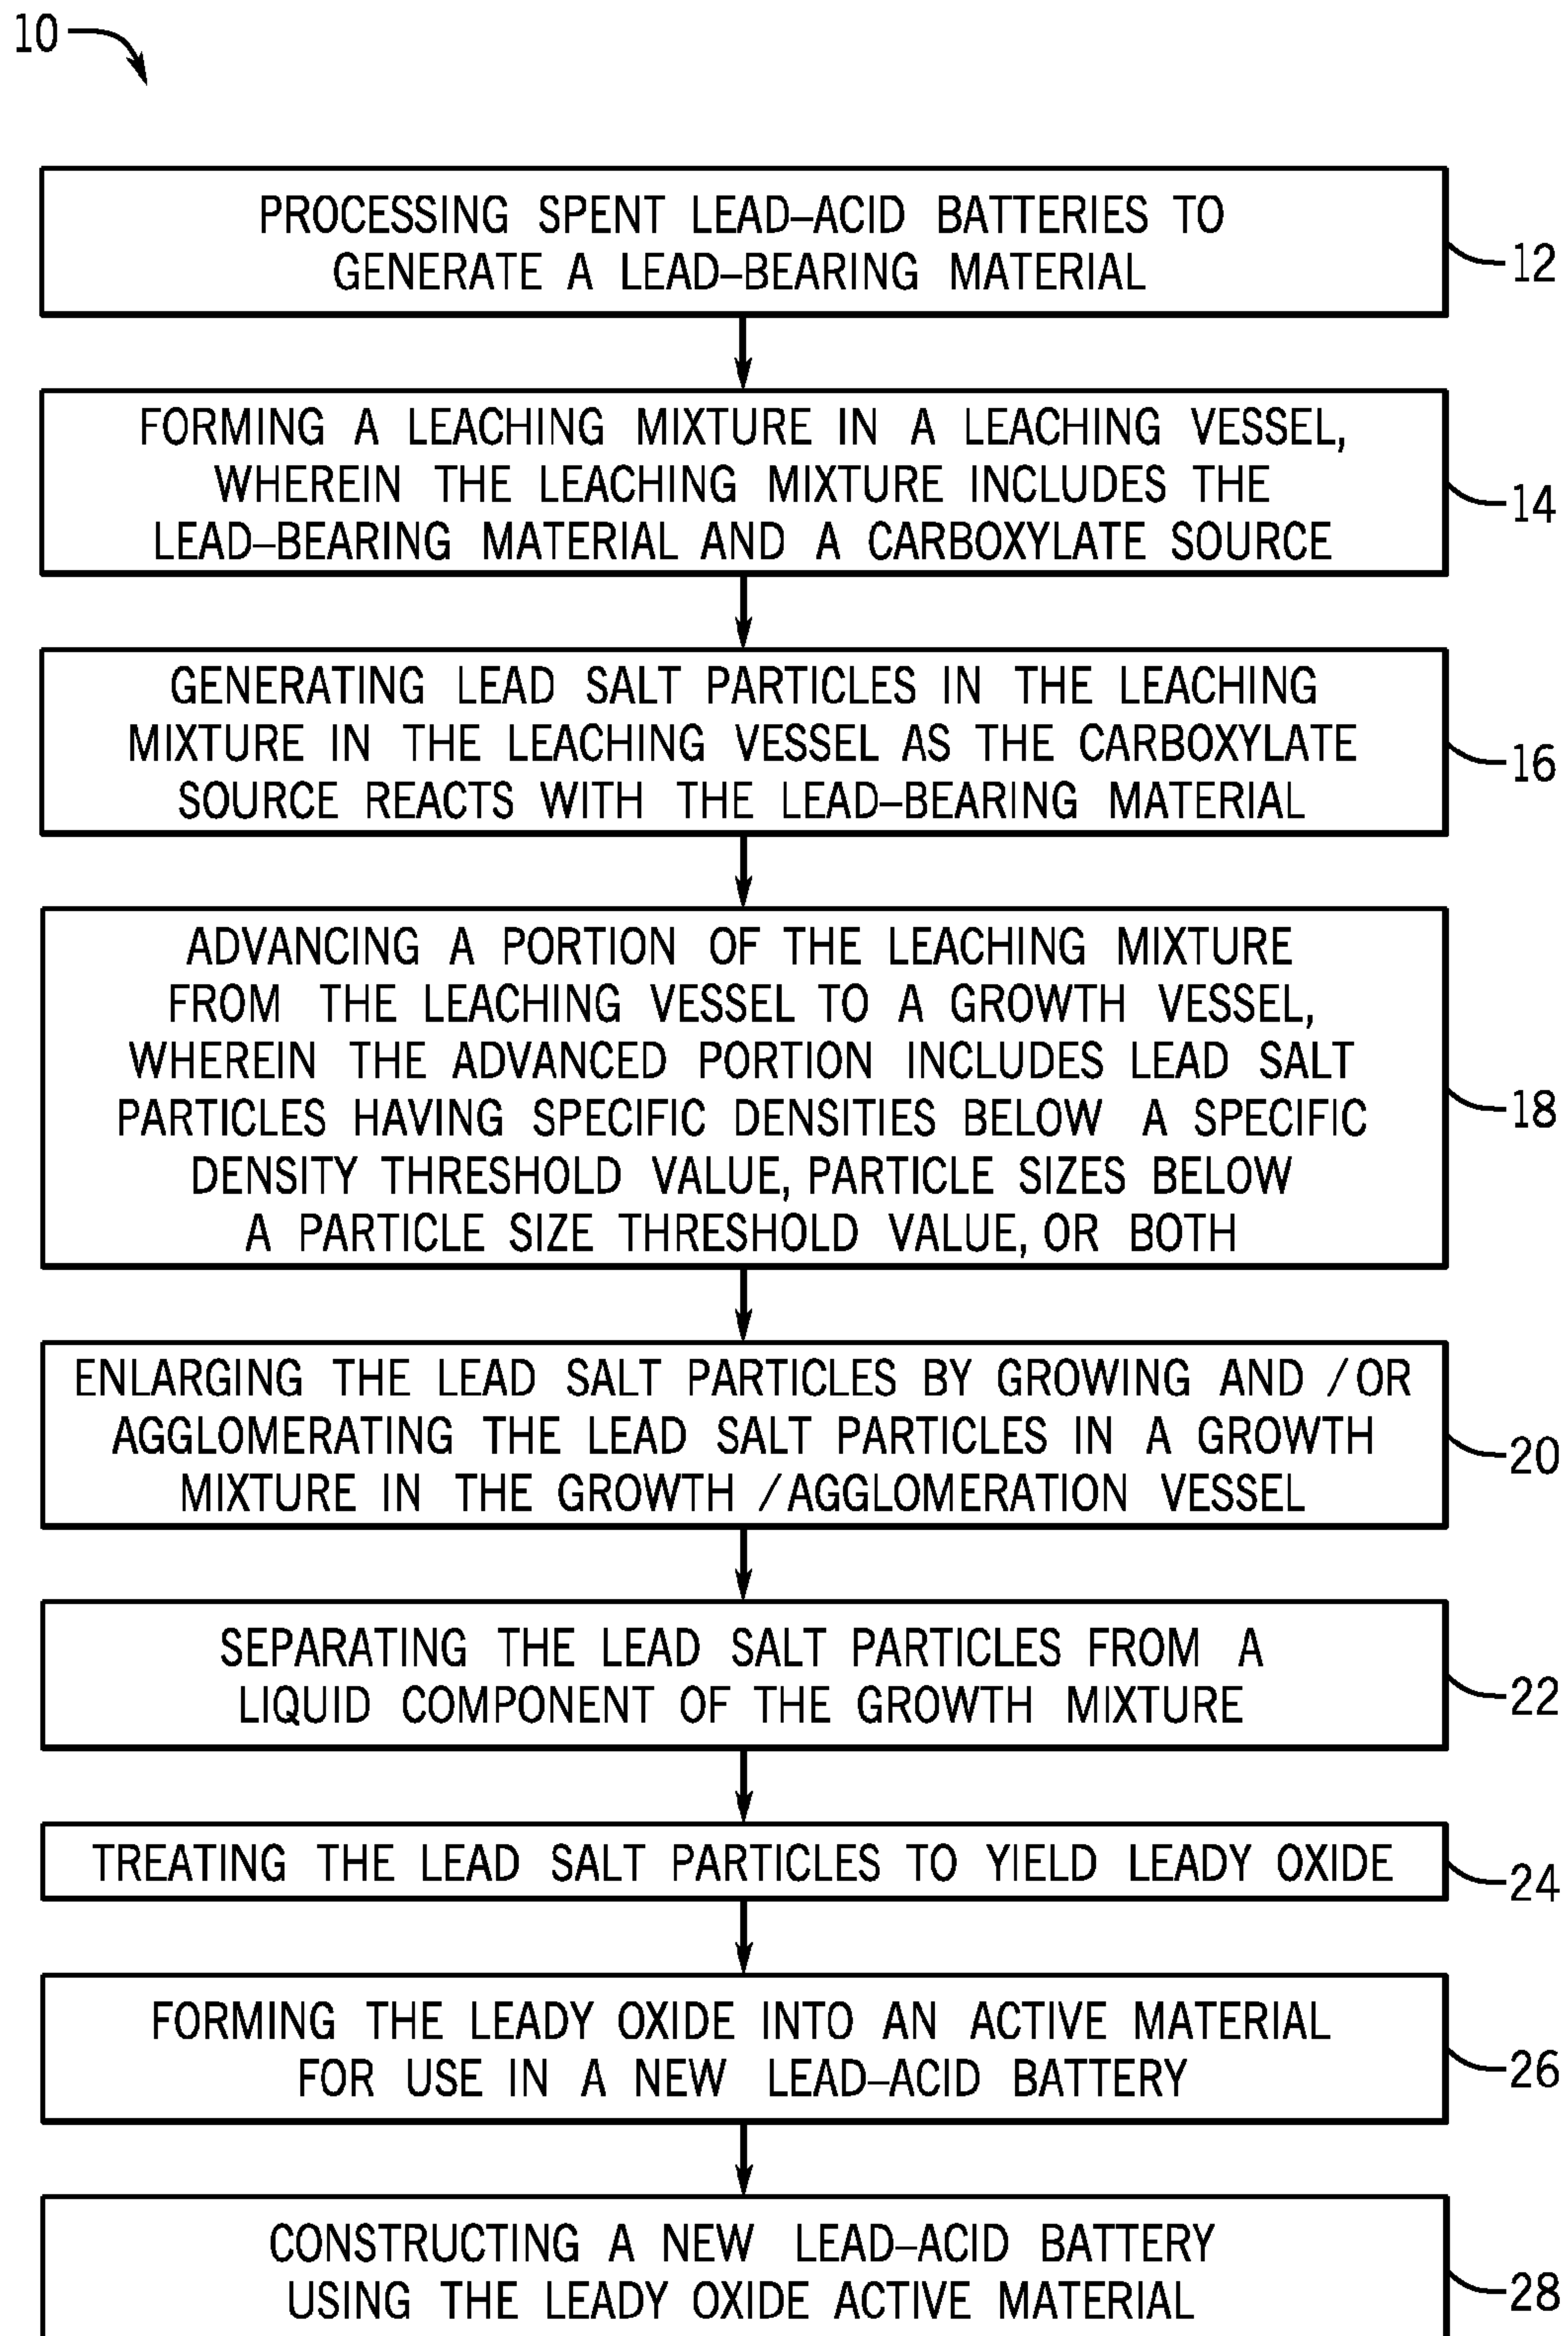 10
PROCESSING SPENT LEAD–ACID BATTERIES TO
GENERATE A LEAD–BEARING MATERIAL
12
FORMING A LEACHING MIXTURE IN A LEACHING VESSEL,
WHEREIN THE LEACHING MIXTURE INCLUDES THE
LEAD–BEARING MATERIAL AND A CARBOXYLATE SOURCE
14
GENERATING LEAD SALT PARTICLES IN THE LEACHING
MIXTURE IN THE LEACHING VESSEL AS THE CARBOXYLATE
SOURCE REACTS WITH THE LEAD–BEARING MATERIAL
16
ADVANCING A PORTION OF THE LEACHING MIXTURE
FROM THE LEACHING VESSEL TO A GROWTH VESSEL,
WHEREIN THE ADVANCED PORTION INCLUDES LEAD SALT
PARTICLES HAVING SPECIFIC DENSITIES BELOW A SPECIFIC
DENSITY THRESHOLD VALUE, PARTICLE SIZES BELOW
A PARTICLE SIZE THRESHOLD VALUE, OR BOTH
18
ENLARGING THE LEAD SALT PARTICLES BY GROWING AND /OR
AGGLOMERATING THE LEAD SALT PARTICLES IN A GROWTH
MIXTURE IN THE GROWTH /AGGLOMERATION VESSEL
20
SEPARATING THE LEAD SALT PARTICLES FROM A
LIQUID COMPONENT OF THE GROWTH MIXTURE
22
TREATING THE LEAD SALT PARTICLES TO YIELD LEADY OXIDE
24
FORMING THE LEADY OXIDE INTO AN ACTIVE MATERIAL
FOR USE IN A NEW LEAD–ACID BATTERY
26
CONSTRUCTING A NEW LEAD–ACID BATTERY
USING THE LEADY OXIDE ACTIVE MATERIAL
28